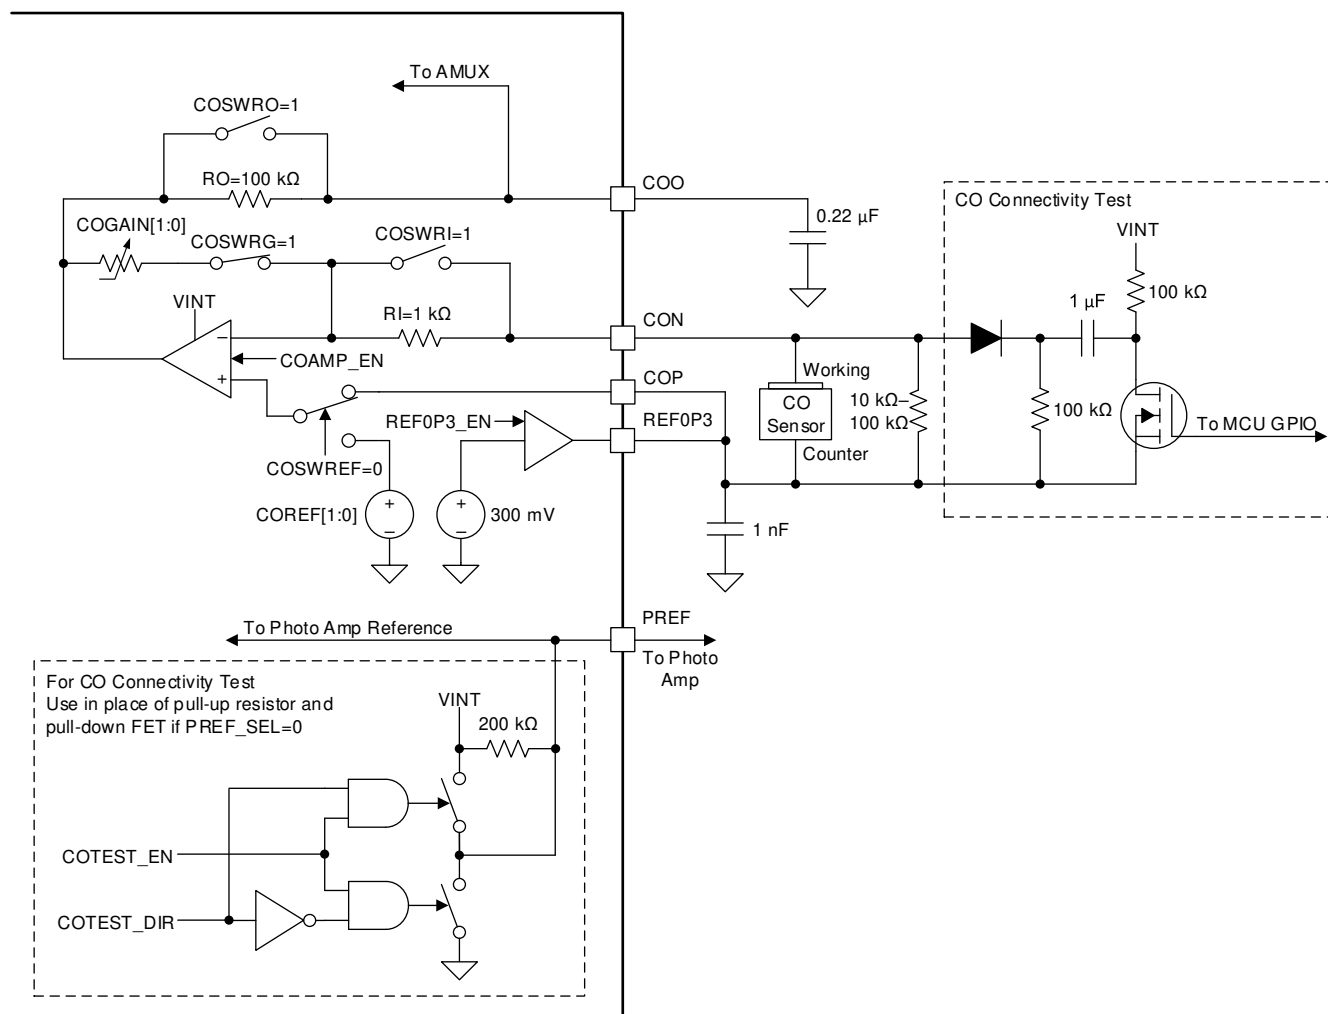 To AMUX
COSWRO=1
RO=100 kΩ
COO
CO Connectivity Test
0.22 µF
COGAIN[1:0]
COSWRG=1
COSWRI=1
VINT
100 kΩ
1 µF
VINT
RI=1 kΩ
CON
COAMP_EN
COP
Working
CO
Sensor
Counter
10 kΩ–
100 kΩ
100 kΩ
To MCU GPIO
REF0P3_EN
REF0P3
COSWREF=0
COREF[1:0]
300 mV
1 nF
PREF
To Photo Amp Reference
To Photo
Amp
For CO Connectivity Test
Use in place of pull-up resistor and
pull-down FET if PREF_SEL=0
VINT
200 kΩ
COTEST_EN
COTEST_DIR